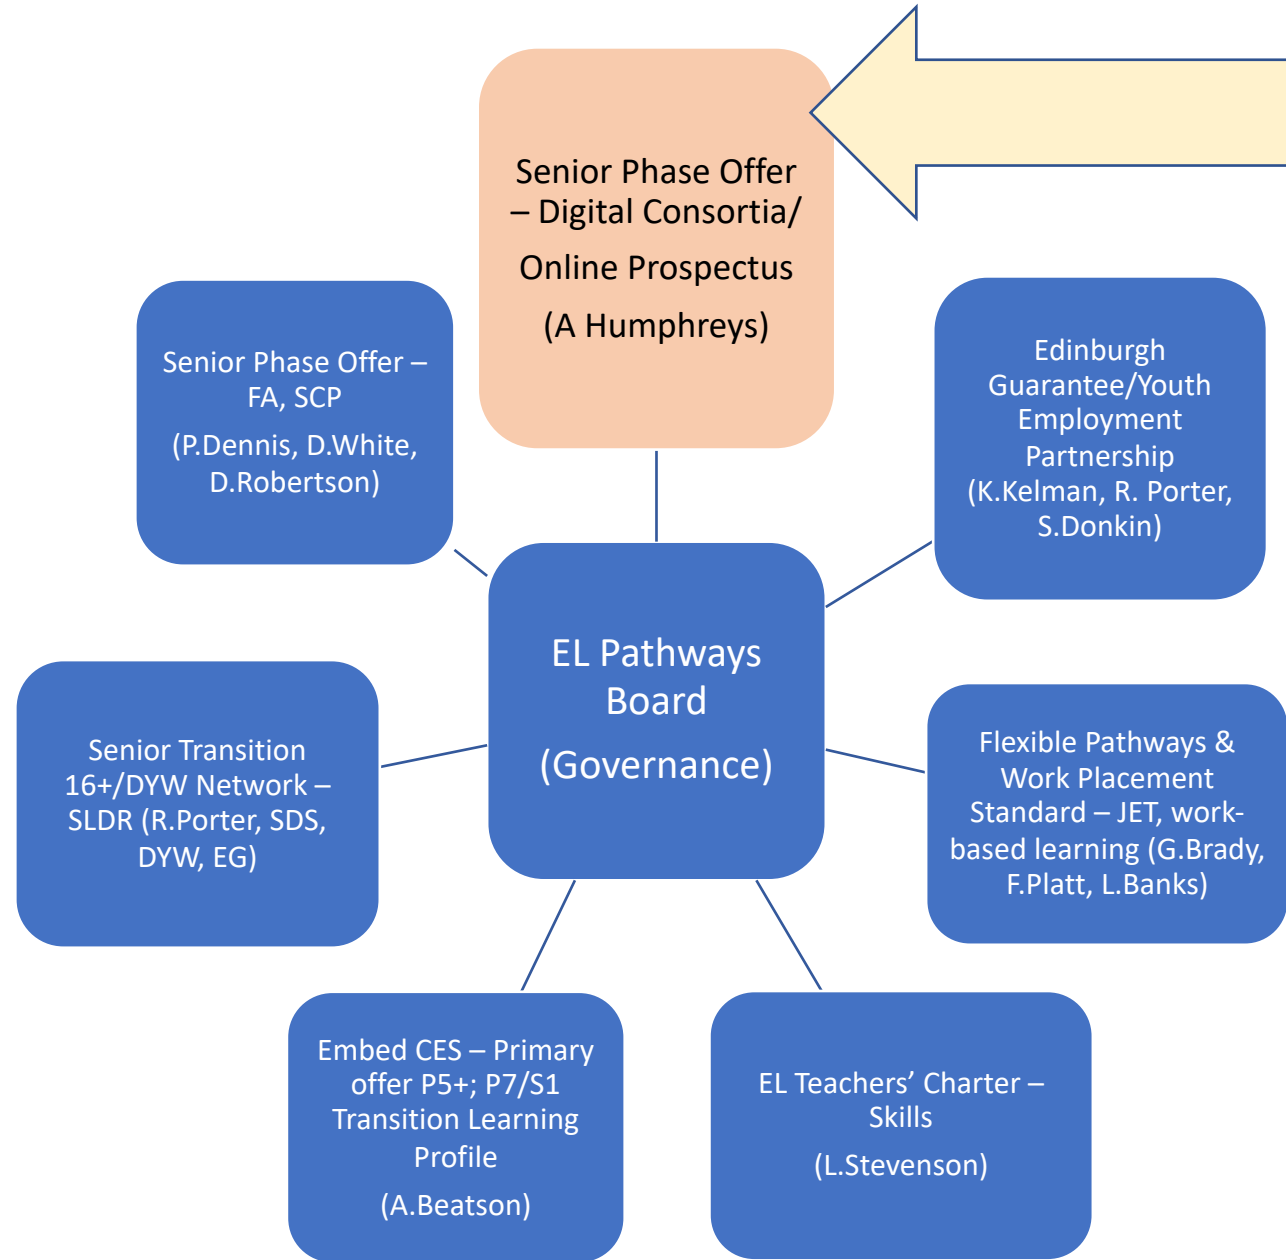 Senior Phase Offer
– Digital Consortia/
Online Prospectus
(A Humphreys)
Edinburgh
Guarantee/Youth
Employment
Partnership
(K.Kelman, R. Porter,
S.Donkin)
Flexible Pathways &
Work Placement
Standard – JET, work-
based learning (G.Brady,
F.Platt, L.Banks)
EL Teachers’ Charter –
Skills
(L.Stevenson)
Embed CES – Primary
offer P5+; P7/S1
Transition Learning
Profile
(A.Beatson)
Senior Transition
16+/DYW Network –
SLDR (R.Porter, SDS,
DYW, EG)
Senior Phase Offer –
FA, SCP
(P.Dennis, D.White,
D.Robertson)
EL Pathways
Board
(Governance)